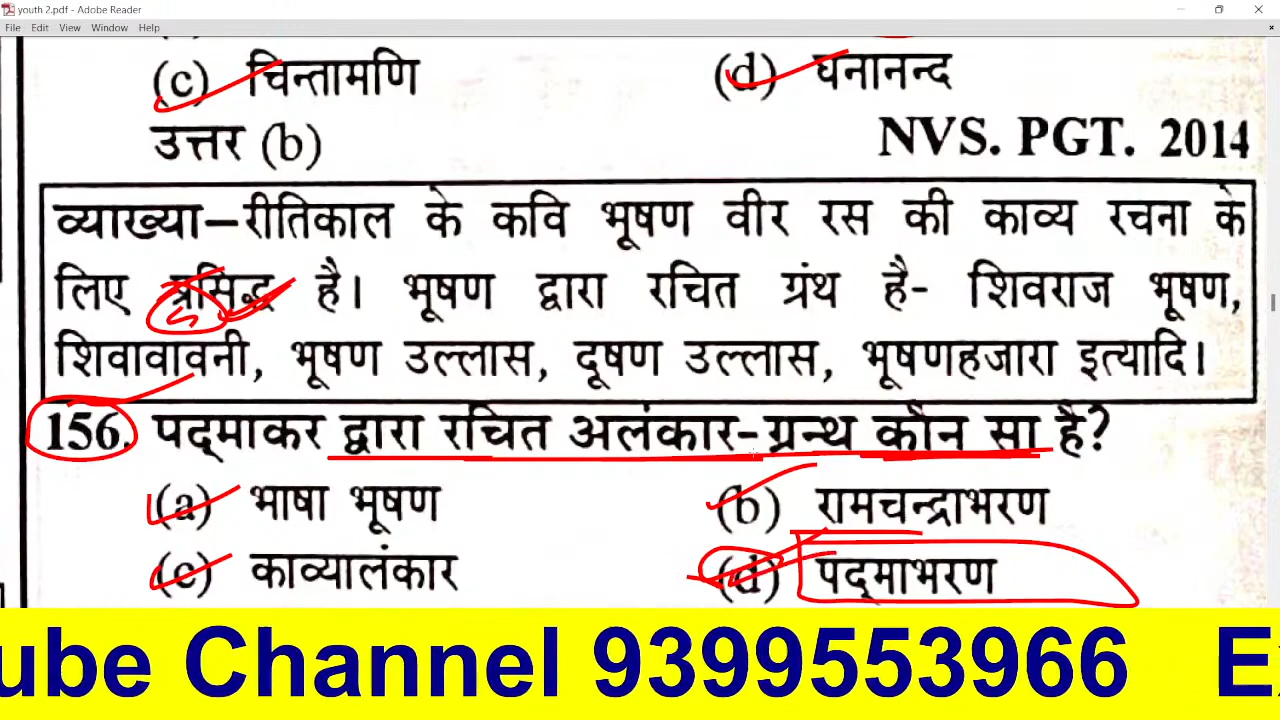 youth 2.pdf - Adobe Reader
File Edit View Window Help
(c) चिन्तामणि (d) घनानन्द
उत्तर (b) NVS. PGT. 2014
व्याख्या–रीतिकाल के कवि भूषण वीर रस की काव्य रचना के
लिए प्रसिद्ध है। भूषण द्वारा रचित ग्रंथ है- शिवराज भूषण,
शिवावावनी, भूषण उल्लास, दूषण उल्लास, भूषणहजारा इत्यादि।
156. पद्‌माकर द्वारा रचित अलंकार-ग्रन्थ कौन सा है?
(a) भाषा भूषण (b) रामचन्द्राभरण
(c) काव्यालंकार (d) पद्‌माभरण
ube Channel 9399553966 E